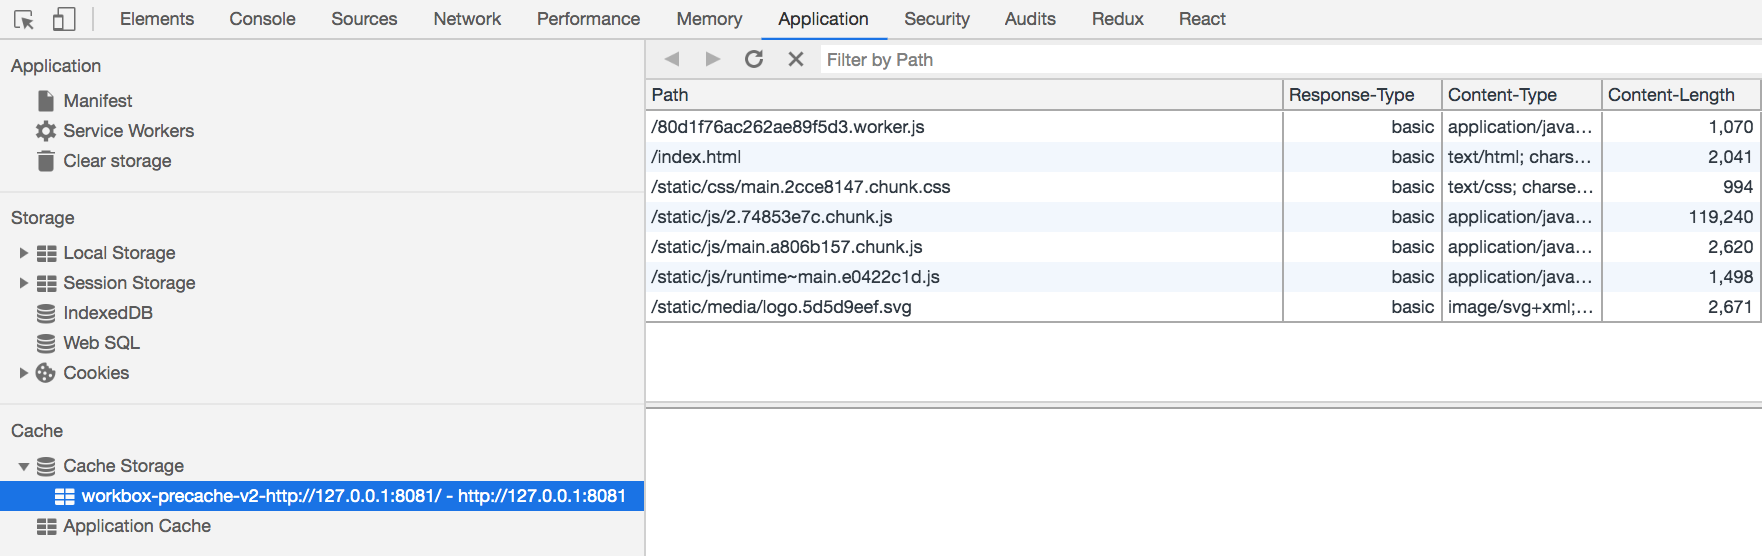 Elements Console Sources Network Performance Memory Application Security Audits Redux React
Application
Manifest
Service Workers
Clear storage
Storage
Local Storage
Session Storage
IndexedDB
Web SQL
Cookies
Cache
Cache Storage
workbox-precache-v2-http://127.0.0.1:8081/ - http://127.0.0.1:8081
Application Cache
Filter by Path
Path Response-Type Content-Type Content-Length
/80d1f76ac262ae89f5d3.worker.js basic application/java… 1,070
/index.html basic text/html; chars… 2,041
/static/css/main.2cce8147.chunk.css basic text/css; charse… 994
/static/js/2.74853e7c.chunk.js basic application/java… 119,240
/static/js/main.a806b157.chunk.js basic application/java… 2,620
/static/js/runtime~main.e0422c1d.js basic application/java… 1,498
/static/media/logo.5d5d9eef.svg basic image/svg+xml;… 2,671